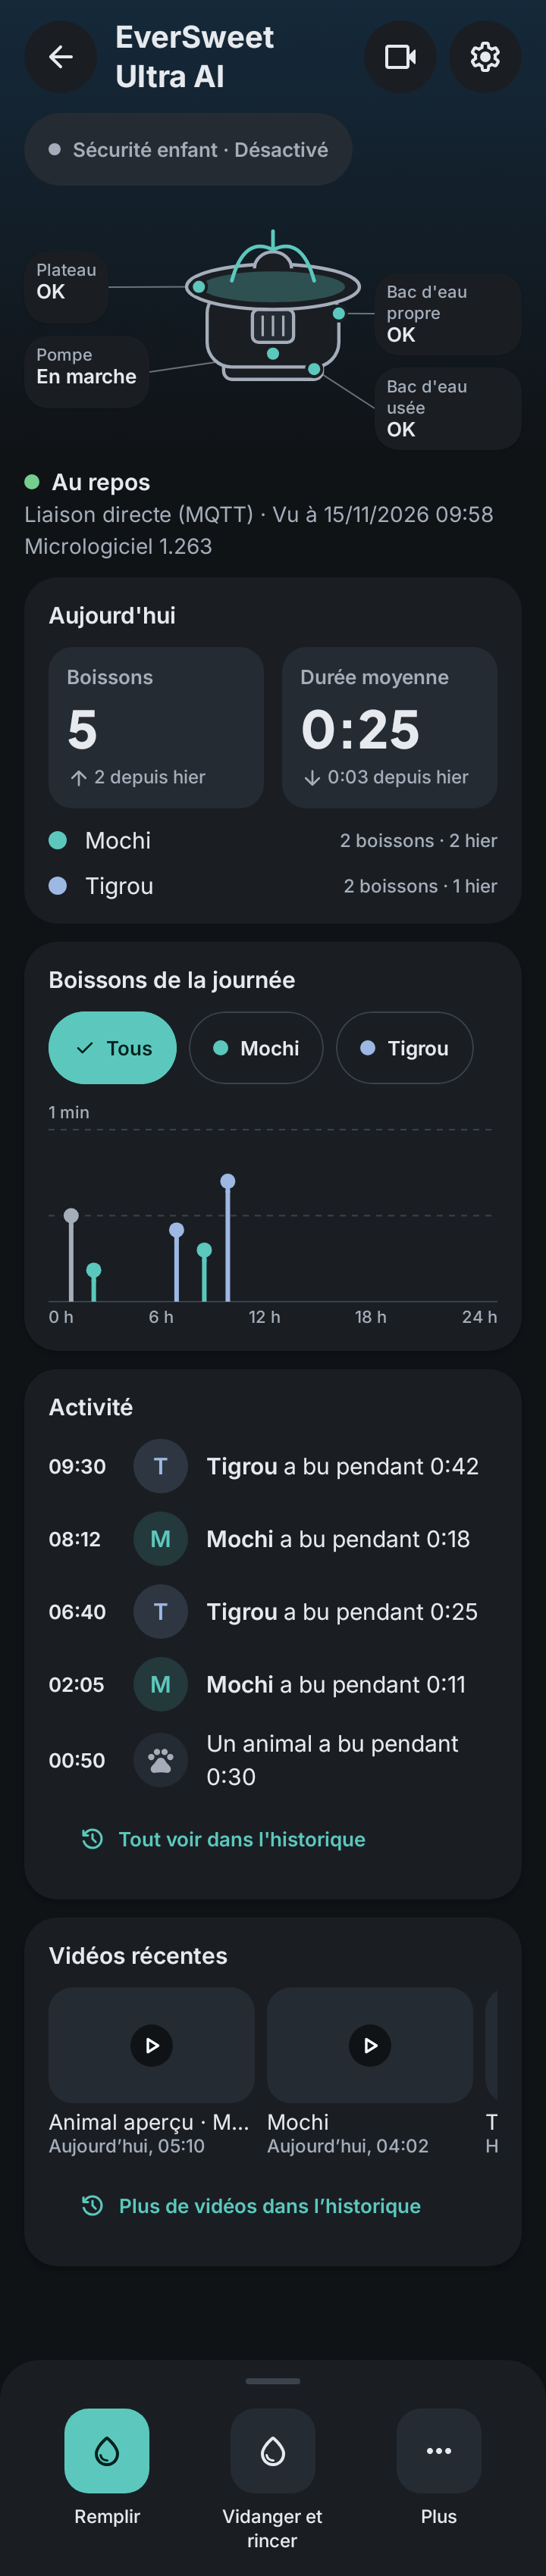 EverSweet
Ultra AI
Sécurité enfant · Désactivé
Plateau
OK
Pompe
En marche
Bac d'eau
propre
OK
Bac d'eau
usée
OK
Au repos
Liaison directe (MQTT) · Vu à 15/11/2026 09:58
Micrologiciel 1.263
Aujourd'hui
Boissons
5
↑ 2 depuis hier
Durée moyenne
0:25
↓ 0:03 depuis hier
Mochi 2 boissons · 2 hier
Tigrou 2 boissons · 1 hier
Boissons de la journée
Tous Mochi Tigrou
1 min
0 h 6 h 12 h 18 h 24 h
Activité
09:30 T Tigrou a bu pendant 0:42
08:12 M Mochi a bu pendant 0:18
06:40 T Tigrou a bu pendant 0:25
02:05 M Mochi a bu pendant 0:11
00:50 Un animal a bu pendant
0:30
Tout voir dans l'historique
Vidéos récentes
Animal aperçu · M…
Aujourd’hui, 05:10
Mochi
Aujourd’hui, 04:02
T
H
Plus de vidéos dans l’historique
Remplir
Vidanger et
rincer
Plus